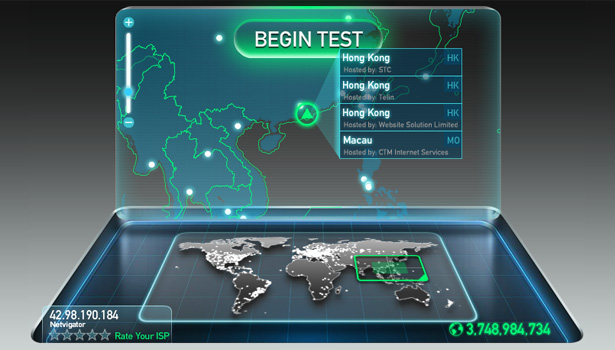 BEGIN TEST
Hong Kong HK
Hosted by: STC
Hong Kong HK
Hosted by: Telin
Hong Kong HK
Hosted by: Website Solution Limited
Macau MO
Hosted by: CTM Internet Services
42.98.190.184
Netvigator
Rate Your ISP
3,748,984,734